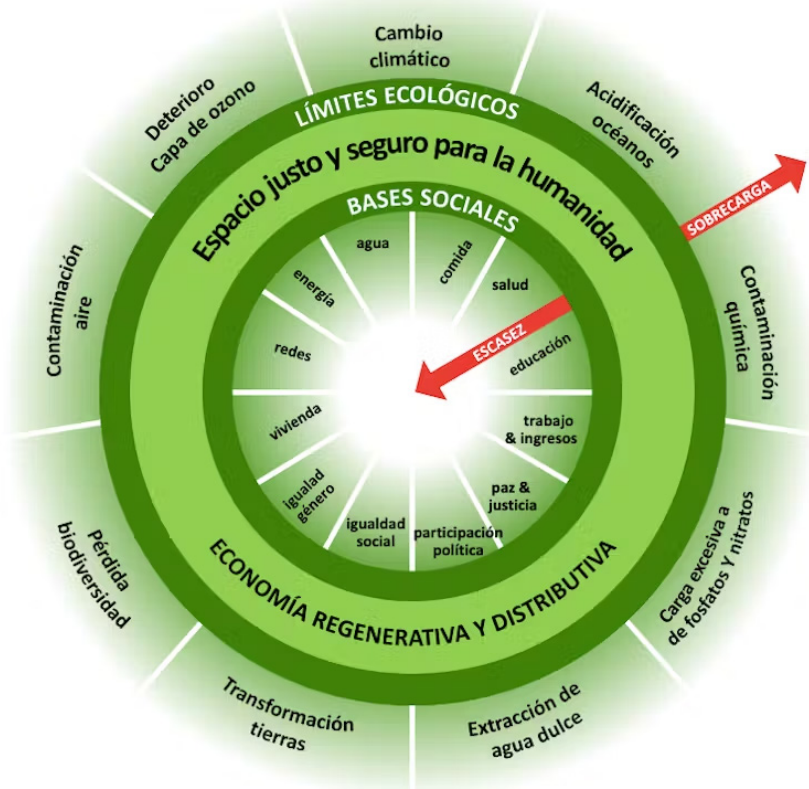 Cambio
climático
Acidificación
océanos
SOBRECARGA
Contaminación
química
Carga excesiva a
de fosfatos Y nitratos
Extracción de
agua dulce
Transformación
tierras
Pérdida
biodiversidad
Contaminación
aire
Deterioro
Capa de ozono
LÍMITES ECOLÓGICOS
Espacio justo y seguro para la humanidad
BASES SOCIALES
agua
comida
salud
ESCASEZ
educación
trabajo
& ingresos
paz &
justicia
participación
política
igualdad
social
igualad
género
vivienda
redes
energía
ECONOMÍA REGENERATIVA Y DISTRIBUTIVA